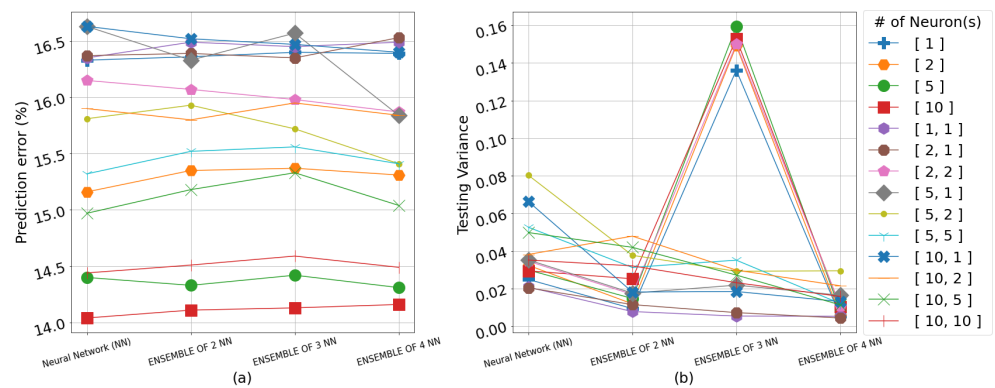 Prediction error (%)
16.5
16.0
15.5
15.0
14.5
14.0
Neural Network (NN)
ENSEMBLE OF 2 NN
ENSEMBLE OF 3 NN
ENSEMBLE OF 4 NN
(a)
Testing Variance
0.16
0.14
0.12
0.10
0.08
0.06
0.04
0.02
0.00
Neural Network (NN)
ENSEMBLE OF 2 NN
ENSEMBLE OF 3 NN
ENSEMBLE OF 4 NN
(b)
# of Neuron(s)
[ 1 ]
[ 2 ]
[ 5 ]
[ 10 ]
[ 1, 1 ]
[ 2, 1 ]
[ 2, 2 ]
[ 5, 1 ]
[ 5, 2 ]
[ 5, 5 ]
[ 10, 1 ]
[ 10, 2 ]
[ 10, 5 ]
[ 10, 10 ]